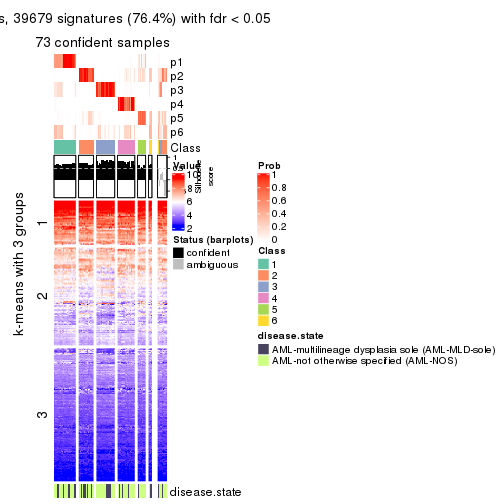 s, 39679 signatures (76.4%) with fdr < 0.05
73 confident samples
p1
p2
p3
p4
p5
p6
Class
1
Silhouette
score
k-means with 3 groups
1
2
3
disease.state
Value
10
8
6
4
2
Status (barplots)
confident
ambiguous
Prob
1
0.8
0.6
0.4
0.2
0
Class
1
2
3
4
5
6
disease.state
AML-multilineage dysplasia sole (AML-MLD-sole)
AML-not otherwise specified (AML-NOS)